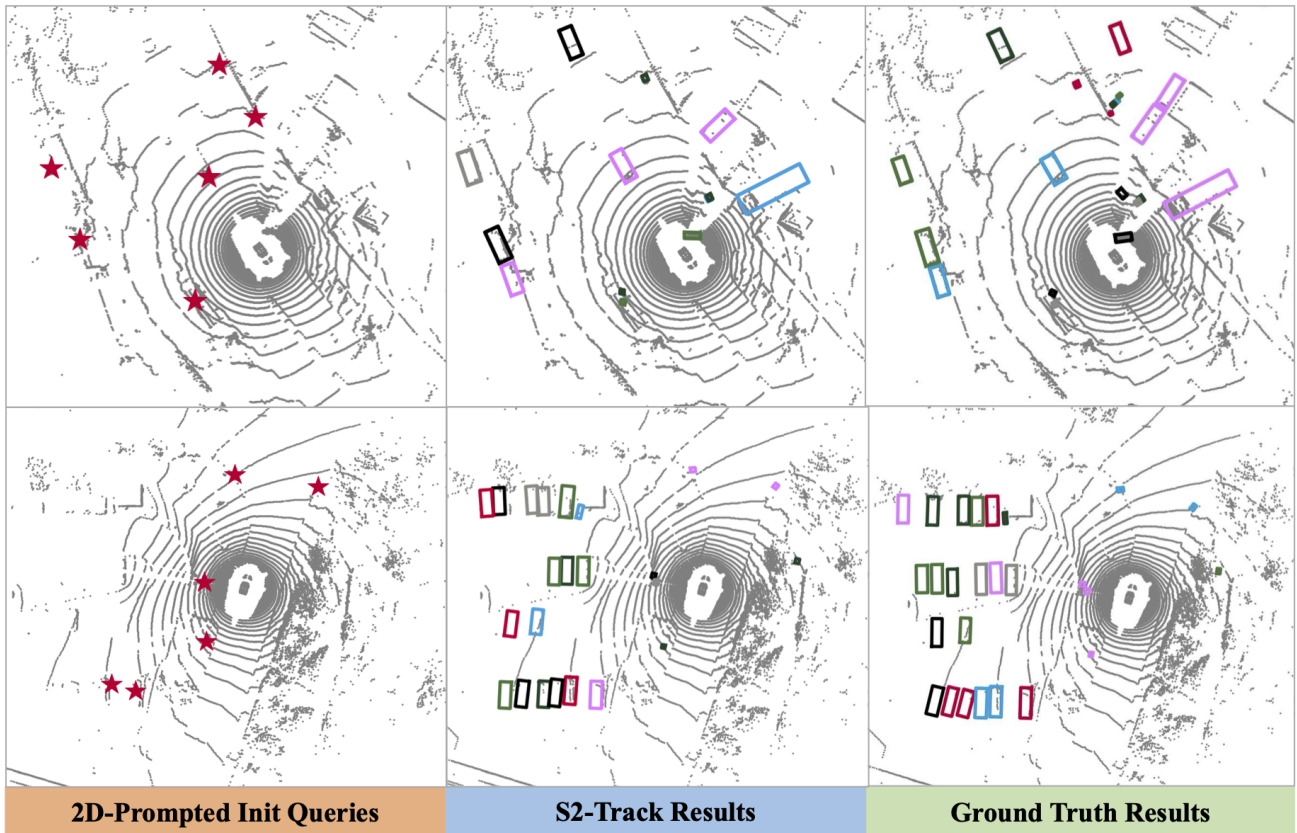 2D-Prompted Init Queries
S2-Track Results
Ground Truth Results